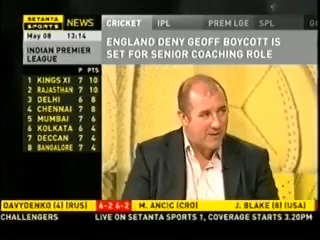 SETANTA SPORTS NEWS
CRICKET IPL PREM LGE SPL GO
May 08 13:14
ENGLAND DENY GEOFF BOYCOTT IS
SET FOR SENIOR COACHING ROLE
INDIAN PREMIER
LEAGUE
P PTS
1 KINGS XI 7 10
2 RAJASTHAN 7 10
3 DELHI 6 8
4 CHENNAI 7 8
5 MUMBAI 7 6
6 KOLKATA 6 4
7 DECCAN 7 4
8 BANGALORE 7 4
DAVYDENKO (4) (RUS) 6-2 6-2 M. ANCIC (CRO) J. BLAKE (8) (USA)
CHALLENGERS LIVE ON SETANTA SPORTS 1, COVERAGE STARTS 3.20PM